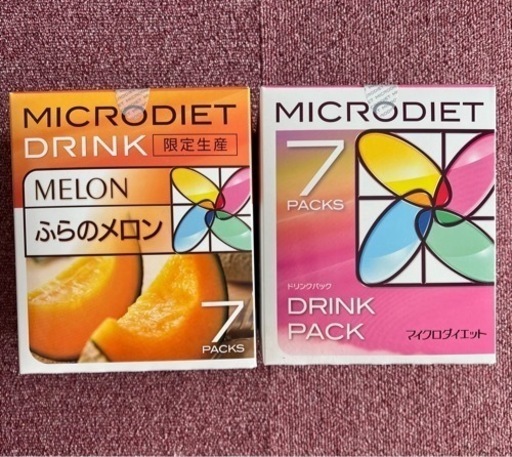 MICRODIET
DRINK 限定生産
MELON
ふらのメロン
7
PACKS
MICRODIET
7
PACKS
ドリンクパック
DRINK
PACK
マイクロダイエット